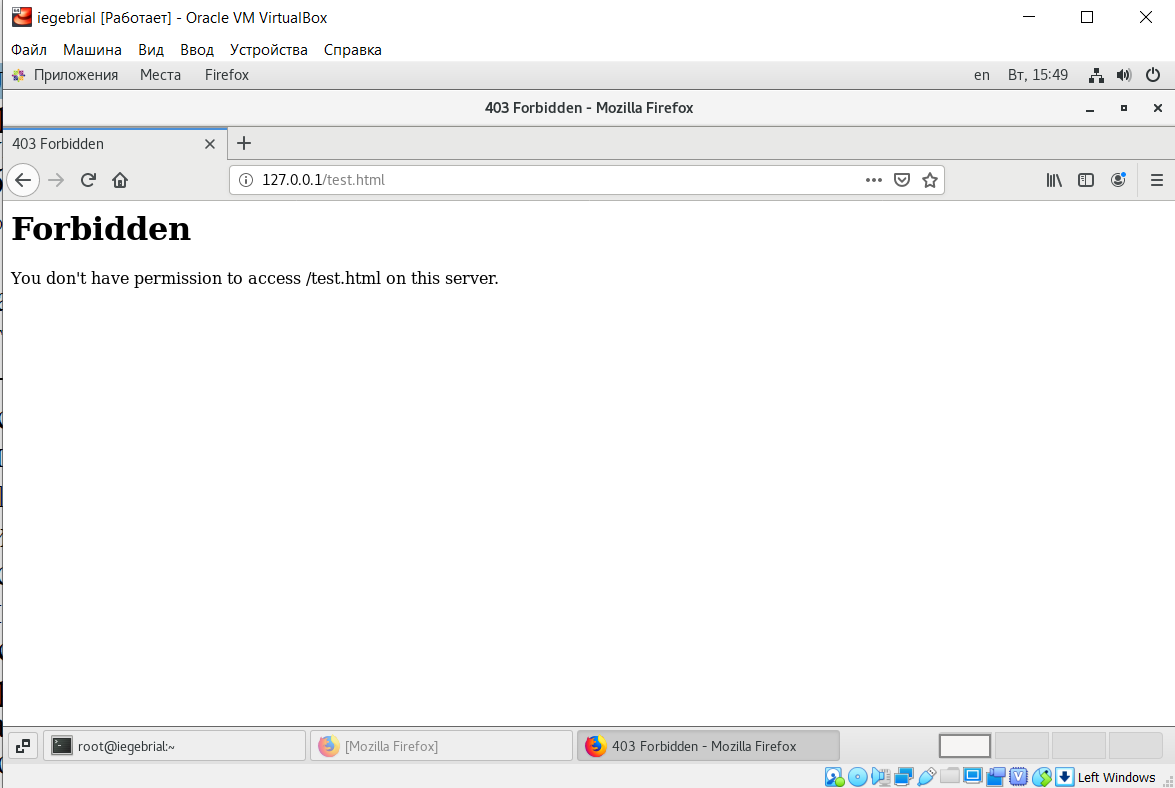 iegebrial [Работает] - Oracle VM VirtualBox
Файл Машина Вид Ввод Устройства Справка
Приложения Места Firefox en Вт, 15:49
403 Forbidden - Mozilla Firefox
403 Forbidden
127.0.0.1/test.html
Forbidden
You don't have permission to access /test.html on this server.
root@iegebrial:~ [Mozilla Firefox] 403 Forbidden - Mozilla Firefox
Left Windows